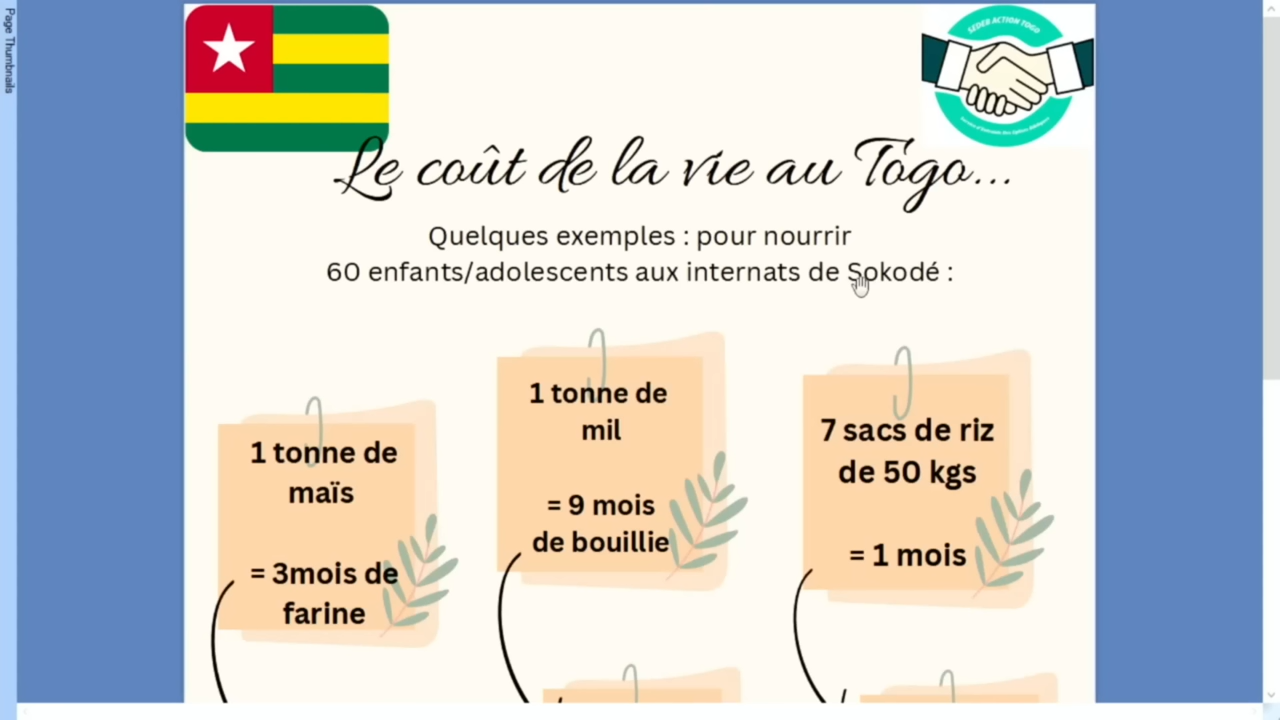 Page Thumbnails
SEDER ACTION TOGO
Le coût de la vie au Togo...
Quelques exemples : pour nourrir
60 enfants/adolescents aux internats de Sokodé :
1 tonne de
maïs
= 3mois de
farine
1 tonne de
mil
= 9 mois
de bouillie
7 sacs de riz
de 50 kgs
= 1 mois